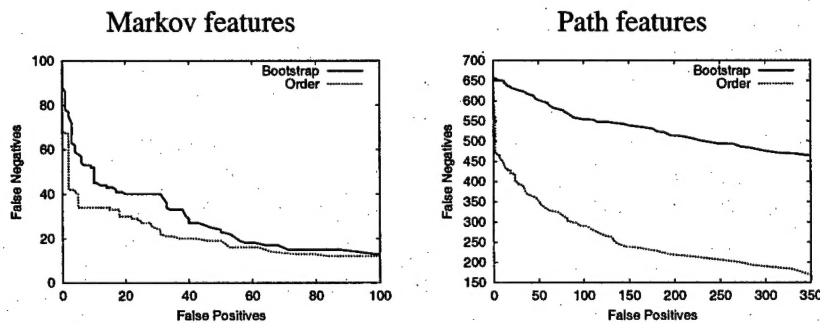 Markov features
Path features
100
80
60
40
20
0
False Negatives
Bootstrap
Order
0 20 40 60 80 100
False Positives
700
650
600
550
500
450
400
350
300
250
200
150
False Negatives
Bootstrap
Order
0 50 100 150 200 250 300 350
False Positives